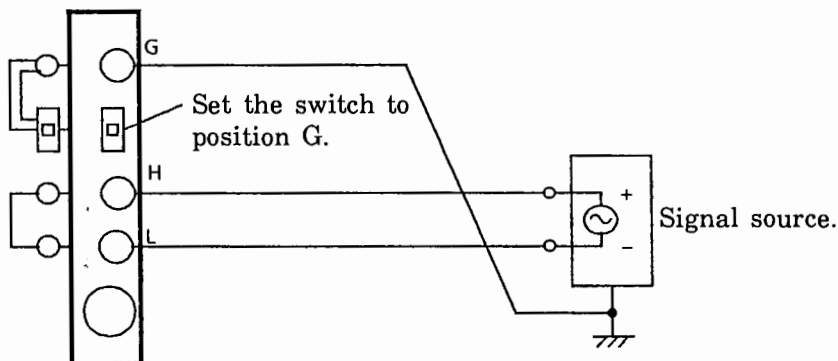 G
Set the switch to
position G.
H
+
Signal source.
L
−